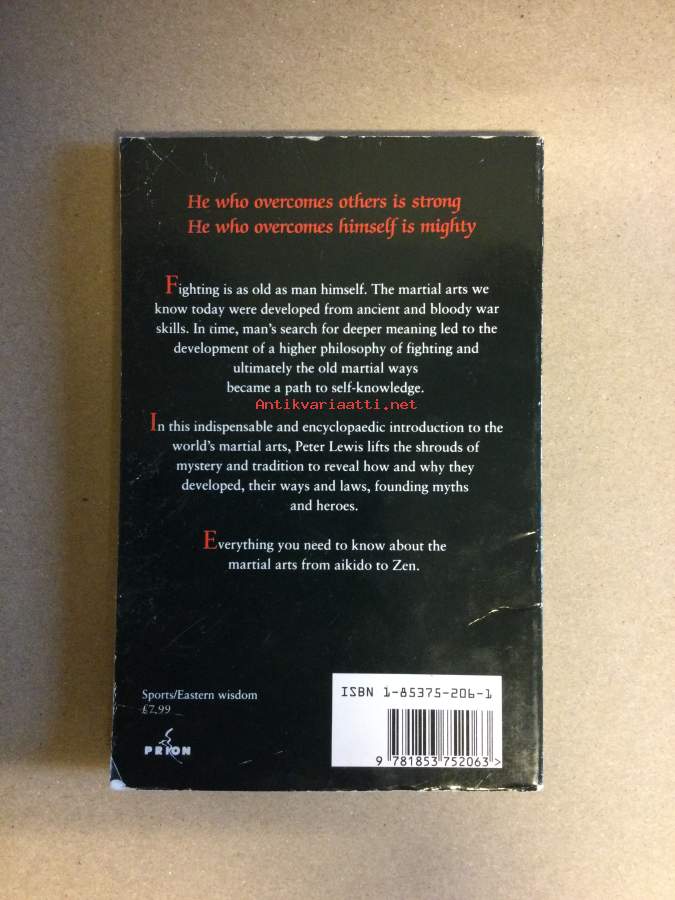 He who overcomes others is strong
He who overcomes himself is mighty
Fighting is as old as man himself. The martial arts we
know today were developed from ancient and bloody war
skills. In time, man's search for deeper meaning led to the
development of a higher philosophy of fighting and
ultimately the old martial ways
became a path to self-knowledge.
Antikvariaatti.net
In this indispensable and encyclopaedic introduction to the
world's martial arts, Peter Lewis lifts the shrouds of
mystery and tradition to reveal how and why they
developed, their ways and laws, founding myths
and heroes.
Everything you need to know about the
martial arts from aikido to Zen.
Sports/Eastern wisdom
£7.99
PRION
ISBN 1-85375-206-1
9 781853 752063 >